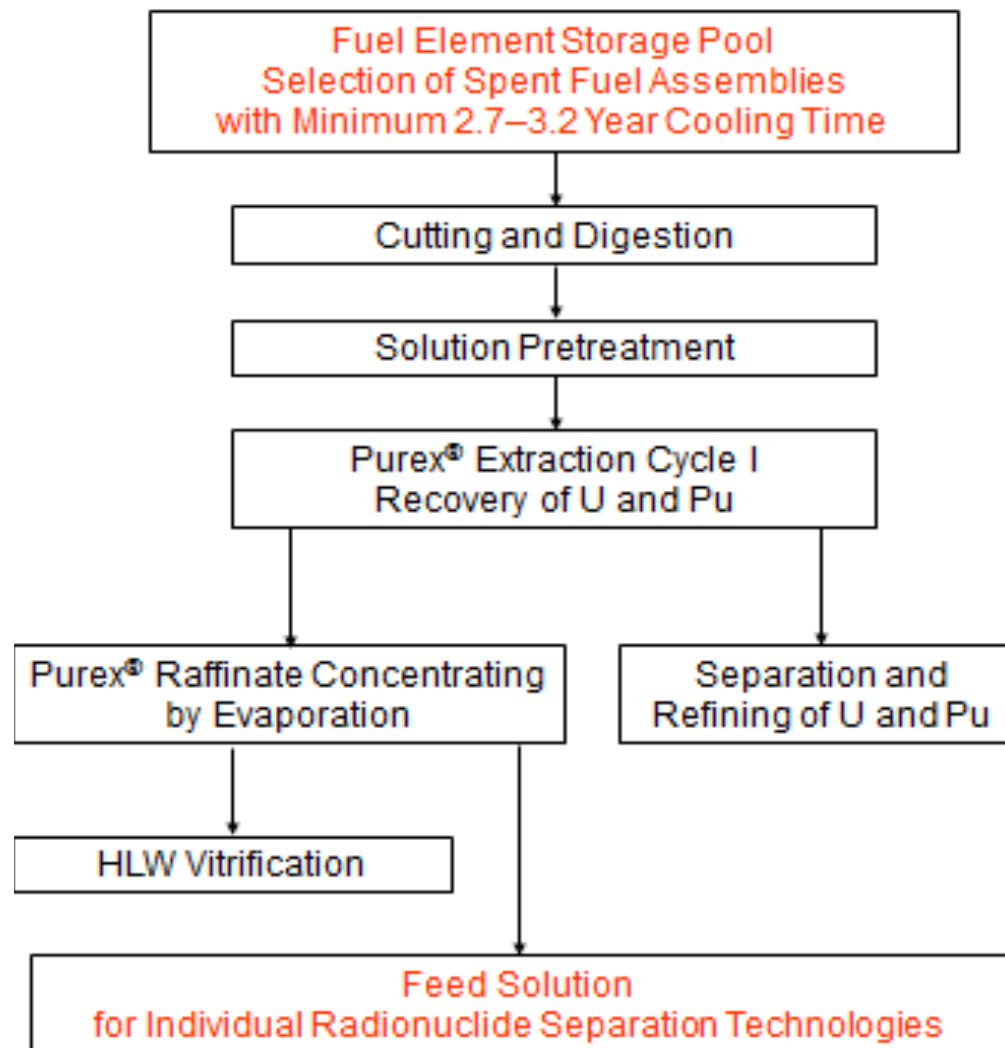 Fuel Element Storage Pool
Selection of Spent Fuel Assemblies
with Minimum 2.7–3.2 Year Cooling Time
Cutting and Digestion
Solution Pretreatment
Purex® Extraction Cycle I
Recovery of U and Pu
Purex® Raffinate Concentrating
by Evaporation
Separation and
Refining of U and Pu
HLW Vitrification
Feed Solution
for Individual Radionuclide Separation Technologies